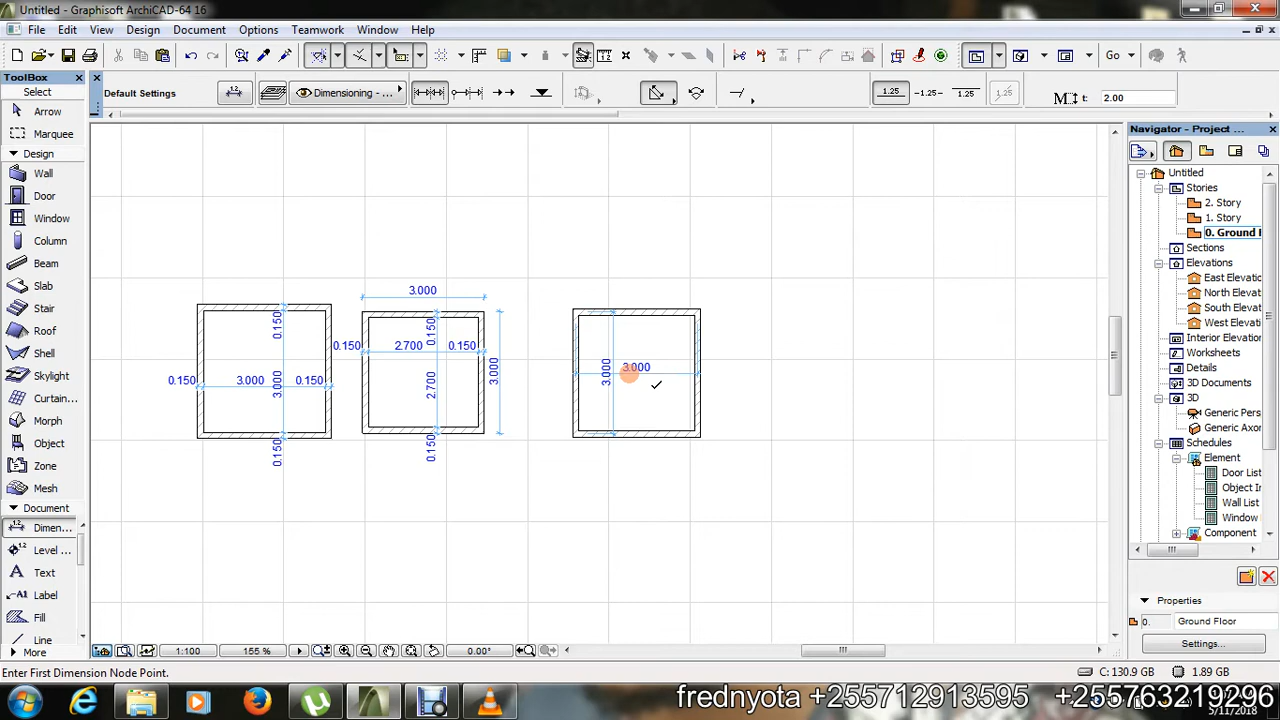 Untitled - Graphisoft ArchiCAD-64 16
File Edit View Design Document Options Teamwork Window Help
ToolBox
Select
Arrow
Marquee
Design
Wall
Door
Window
Column
Beam
Slab
Stair
Roof
Shell
Skylight
Curtain...
Morph
Object
Zone
Mesh
Document
Dimen...
Level ...
Text
Label
Fill
Line
More
Go
Default Settings
Dimensioning - ...
1.25
-1.25-
1.25
t: 2.00
0.150 3.000 0.150
0.150
3.000
0.150
3.000
0.150 2.700 0.150
0.150
2.700
0.150
3.000
3.000
3.000
1:100
155 %
0.00°
Navigator - Project ...
Untitled
Stories
2. Story
1. Story
0. Ground F
Sections
Elevations
East Elevatio
North Elevat
South Elevat
West Elevati
Interior Elevatio
Worksheets
Details
3D Documents
3D
Generic Pers
Generic Axon
Schedules
Element
Door List
Object In
Wall List
Window
Component
Properties
0. Ground Floor
Settings...
Enter First Dimension Node Point.
C: 130.9 GB
1.89 GB
frednyota +255712913595 +255763219296
5/11/2018